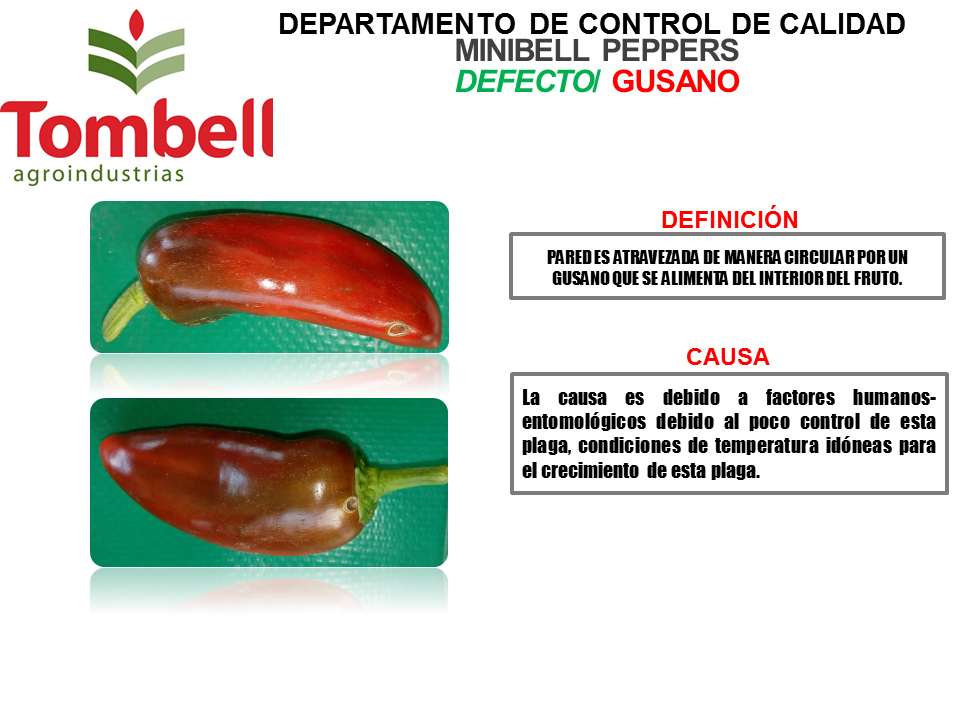 DEPARTAMENTO DE CONTROL DE CALIDAD
MINIBELL PEPPERS
DEFECTO/ GUSANO
Tombell
agroindustrias
DEFINICIÓN
PARED ES ATRAVEZADA DE MANERA CIRCULAR POR UN
GUSANO QUE SE ALIMENTA DEL INTERIOR DEL FRUTO.
CAUSA
La causa es debido a factores humanos-
entomológicos debido al poco control de esta
plaga, condiciones de temperatura idóneas para
el crecimiento de esta plaga.